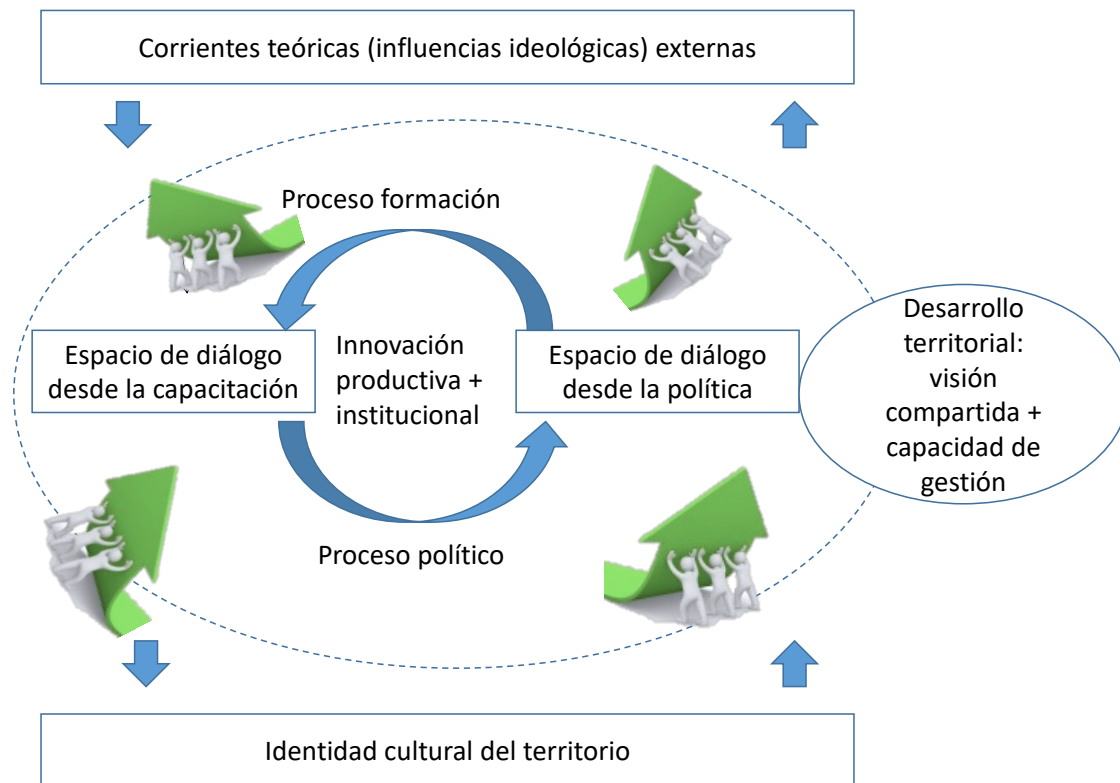 Corrientes teóricas (influencias ideológicas) externas
Proceso formación
Espacio de diálogo
desde la capacitación
Innovación
productiva +
institucional
Espacio de diálogo
desde la política
Desarrollo
territorial:
visión
compartida +
capacidad de
gestión
Proceso político
Identidad cultural del territorio